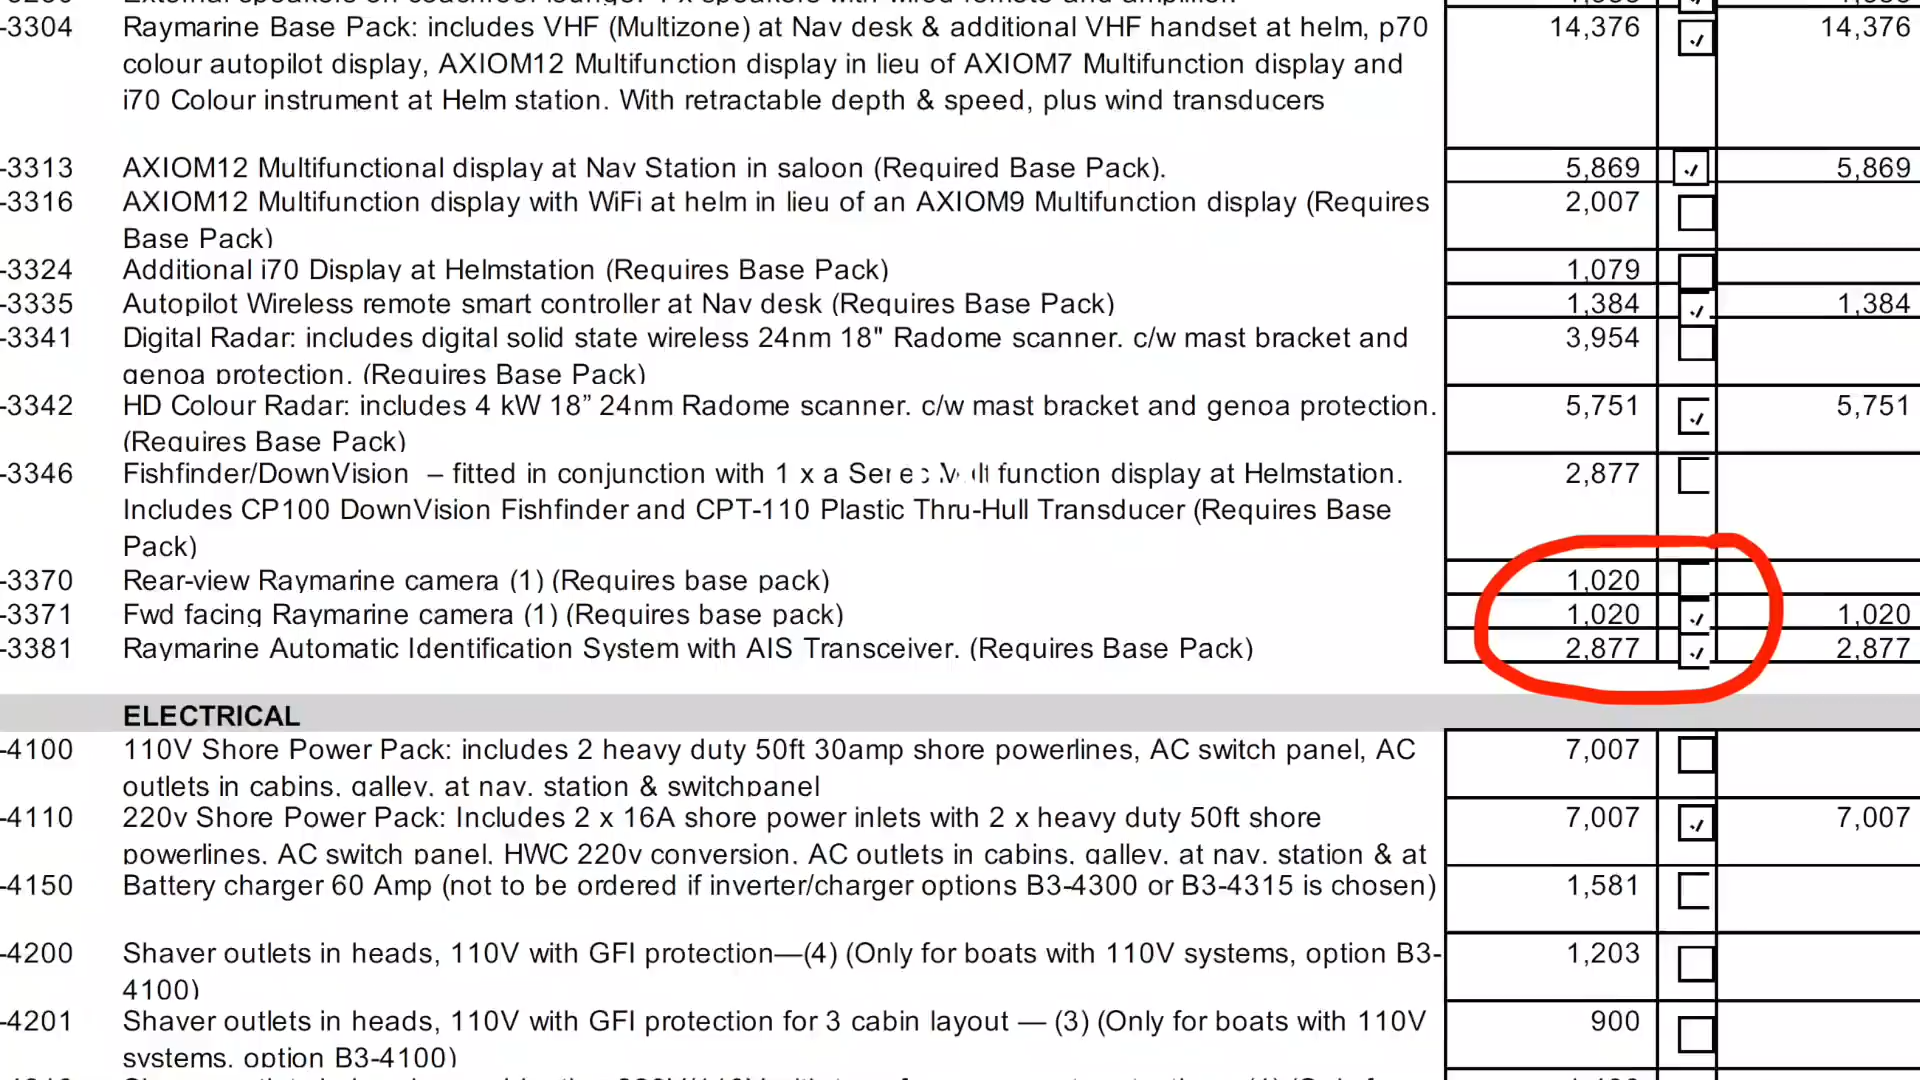 -3304 Raymarine Base Pack: includes VHF (Multizone) at Nav desk & additional VHF handset at helm, p70 14,376 14,376
colour autopilot display, AXIOM12 Multifunction display in lieu of AXIOM7 Multifunction display and
i70 Colour instrument at Helm station. With retractable depth & speed, plus wind transducers
-3313 AXIOM12 Multifunctional display at Nav Station in saloon (Required Base Pack). 5,869 5,869
-3316 AXIOM12 Multifunction display with WiFi at helm in lieu of an AXIOM9 Multifunction display (Requires 2,007
Base Pack)
-3324 Additional i70 Display at Helmstation (Requires Base Pack) 1,079
-3335 Autopilot Wireless remote smart controller at Nav desk (Requires Base Pack) 1,384 1,384
-3341 Digital Radar: includes digital solid state wireless 24nm 18" Radome scanner. c/w mast bracket and 3,954
genoa protection. (Requires Base Pack)
-3342 HD Colour Radar: includes 4 kW 18” 24nm Radome scanner. c/w mast bracket and genoa protection. 5,751 5,751
(Requires Base Pack)
-3346 Fishfinder/DownVision – fitted in conjunction with 1 x a function display at Helmstation. 2,877
Includes CP100 DownVision Fishfinder and CPT-110 Plastic Thru-Hull Transducer (Requires Base
Pack)
-3370 Rear-view Raymarine camera (1) (Requires base pack) 1,020
-3371 Fwd facing Raymarine camera (1) (Requires base pack) 1,020 1,020
-3381 Raymarine Automatic Identification System with AIS Transceiver. (Requires Base Pack) 2,877 2,877
ELECTRICAL
-4100 110V Shore Power Pack: includes 2 heavy duty 50ft 30amp shore powerlines, AC switch panel, AC 7,007
outlets in cabins, galley, at nav. station & switchpanel
-4110 220v Shore Power Pack: Includes 2 x 16A shore power inlets with 2 x heavy duty 50ft shore 7,007 7,007
powerlines, AC switch panel, HWC 220v conversion, AC outlets in cabins, galley, at nav. station & at
-4150 Battery charger 60 Amp (not to be ordered if inverter/charger options B3-4300 or B3-4315 is chosen) 1,581
-4200 Shaver outlets in heads, 110V with GFI protection—(4) (Only for boats with 110V systems, option B3- 1,203
4100)
-4201 Shaver outlets in heads, 110V with GFI protection for 3 cabin layout — (3) (Only for boats with 110V 900
systems, option B3-4100)